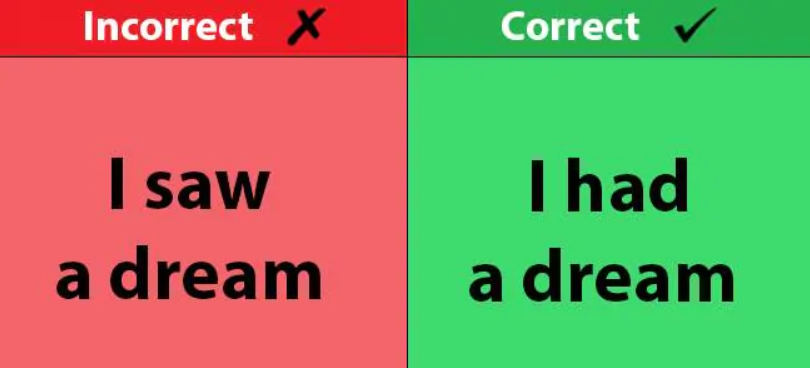 Incorrect ✗
Correct ✓
I saw
a dream
I had
a dream